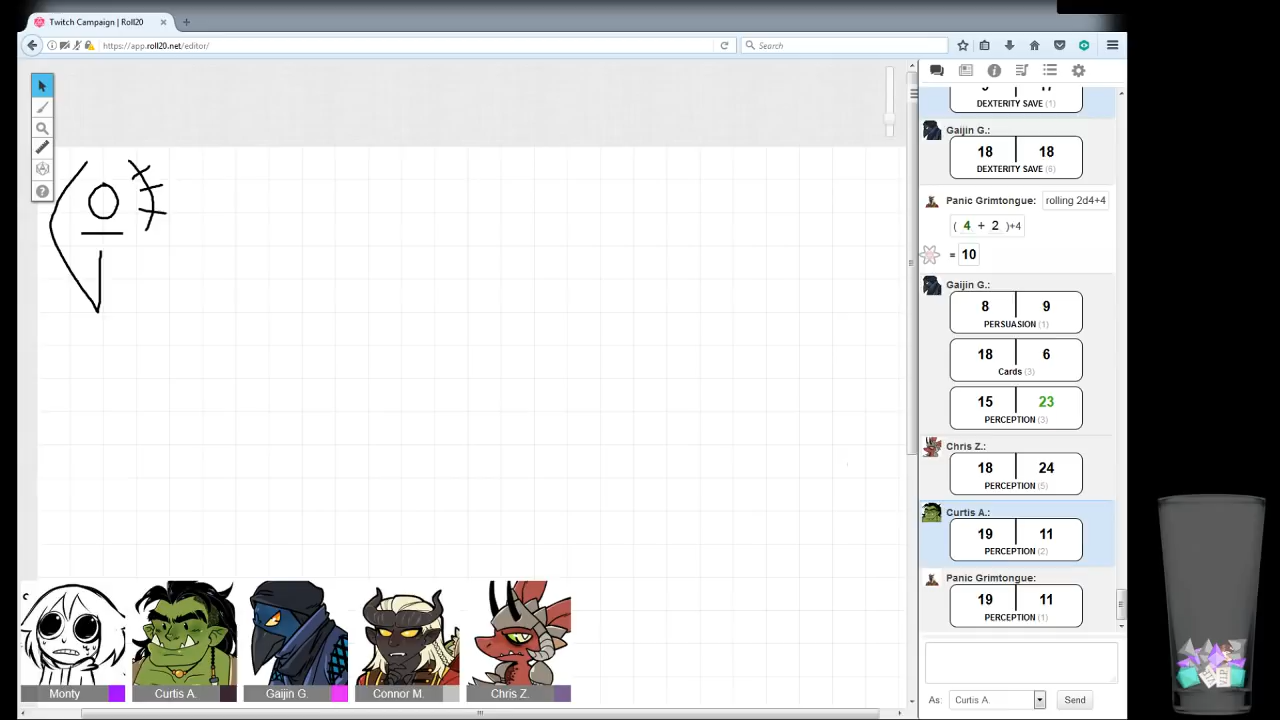 Twitch Campaign | Roll20
https://app.roll20.net/editor/
Search
DEXTERITY SAVE (1)
Gaijin G.:
18 18
DEXTERITY SAVE (6)
Panic Grimtongue: rolling 2d4+4
( 4 + 2 )+4
= 10
Gaijin G.:
8 9
PERSUASION (1)
18 6
Cards (3)
15 23
PERCEPTION (3)
Chris Z.:
18 24
PERCEPTION (5)
Curtis A.:
19 11
PERCEPTION (2)
Panic Grimtongue:
19 11
PERCEPTION (1)
As: Curtis A. Send
Monty
Curtis A.
Gaijin G.
Connor M.
Chris Z.
VIP